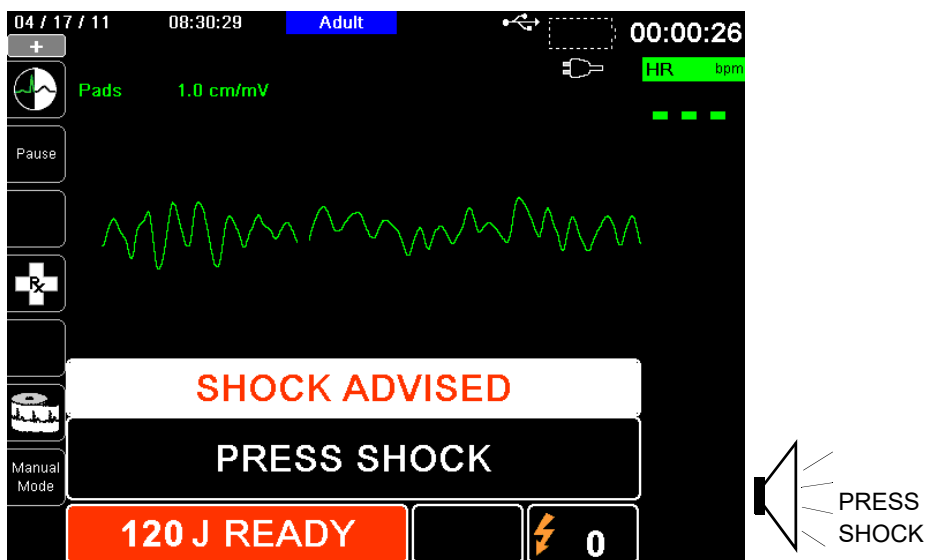 04 / 17 / 11 08:30:29 Adult 00:00:26
+
HR bpm
Pads 1.0 cm/mV
- - -
Pause
Rx
SHOCK ADVISED
PRESS SHOCK
Manual
Mode
120 J READY 0
PRESS
SHOCK